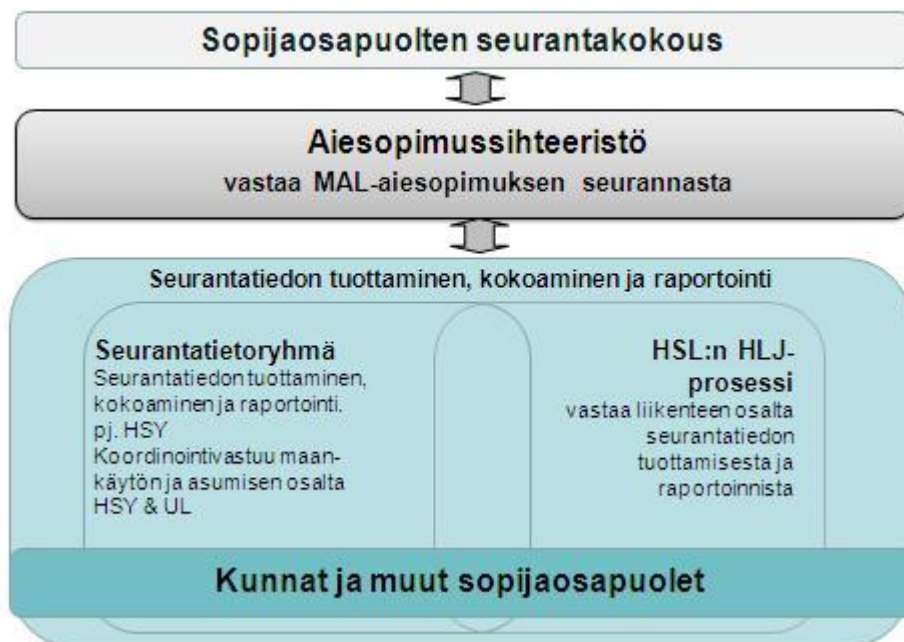 Sopijaosapuolten seurantakokous
Aiesopimussihteeristö
vastaa MAL-aiesopimuksen seurannasta
Seurantatiedon tuottaminen, kokoaminen ja raportointi
Seurantatietoryhmä
Seurantatiedon tuottaminen,
kokoaminen ja raportointi.
pj. HSY
Koordinointivastuu maan-
käytön ja asumisen osalta
HSY & UL
HSL:n HLJ-
prosessi
vastaa liikenteen osalta
seurantatiedon
tuottamisesta ja
raportoinnista
Kunnat ja muut sopijaosapuolet